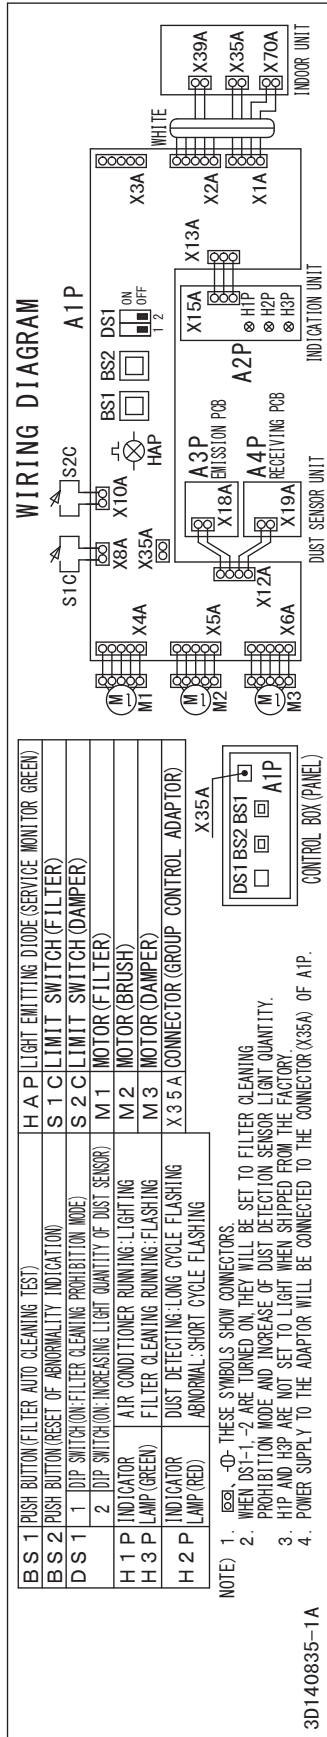 WIRING DIAGRAM
BS1 PUSH BUTTON(FILTER AUTO CLEANING TEST)
BS2 PUSH BUTTON(RESET OF ABNORMALITY INDICATION)
DS1 1 DIP SWITCH(ON:FILTER CLEANING PROHIBITION MODE)
2 DIP SWITCH(ON:INCREASING LIGHT QUANTITY OF DUST SENSOR)
H1P INDICATOR AIR CONDITIONER RUNNING:LIGHTING
H3P LAMP(GREEN) FILTER CLEANING RUNNING:FLASHING
H2P INDICATOR DUST DETECTING:LONG CYCLE FLASHING
LAMP(RED) ABNORMAL:SHORT CYCLE FLASHING
HAP LIGHT EMITTING DIODE(SERVICE MONITOR GREEN)
S1C LIMIT SWITCH(FILTER)
S2C LIMIT SWITCH(DAMPER)
M1 MOTOR(FILTER)
M2 MOTOR(BRUSH)
M3 MOTOR(DAMPER)
X35A CONNECTOR(GROUP CONTROL ADAPTOR)
NOTE) 1. , THESE SYMBOLS SHOW CONNECTORS.
2. WHEN DS1-1,-2 ARE TURNED ON,THEY WILL BE SET TO FILTER CLEANING
PROHIBITION MODE AND INCREASE OF DUST DETECTION SENSOR LIGHT QUANTITY.
3. H1P AND H3P ARE NOT SET TO LIGHT WHEN SHIPPED FROM THE FACTORY.
4. POWER SUPPLY TO THE ADAPTOR WILL BE CONNECTED TO THE CONNECTOR(X35A) OF A1P.
X35A
DS1 BS2 BS1
A1P
CONTROL BOX(PANEL)
S1C
S2C
X8A
X10A
X35A
HAP
BS1
BS2
DS1
ON
OFF
1 2
A1P
X3A
WHITE
X39A
X35A
X70A
INDOOR UNIT
X2A
X1A
M
1~
M1
X4A
M
1~
M2
X5A
M
1~
M3
X6A
X12A
A3P
EMISSION PCB
X18A
A4P
RECEIVING PCB
X19A
DUST SENSOR UNIT
X13A
X15A
A2P
H1P
H2P
H3P
INDICATION UNIT
3D140835-1A